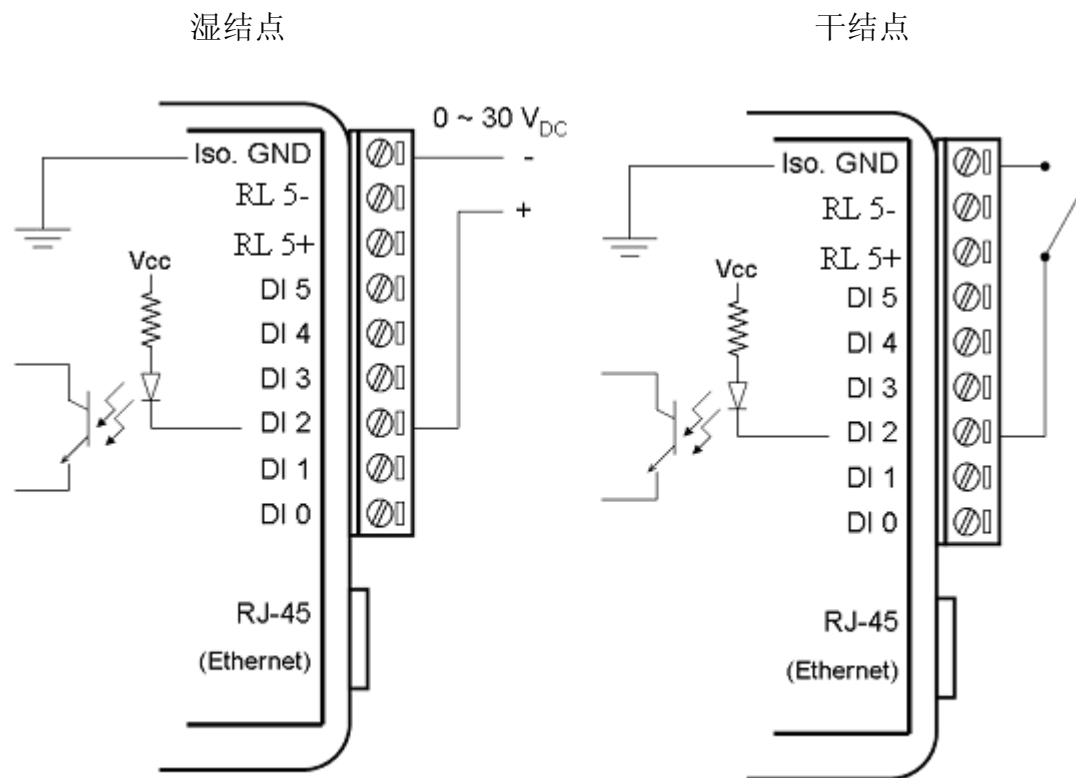 湿结点
干结点
0 ~ 30 VDC
-
+
Iso. GND
RL 5-
RL 5+
Vcc
DI 5
DI 4
DI 3
DI 2
DI 1
DI 0
RJ-45
(Ethernet)
Iso. GND
RL 5-
RL 5+
Vcc
DI 5
DI 4
DI 3
DI 2
DI 1
DI 0
RJ-45
(Ethernet)